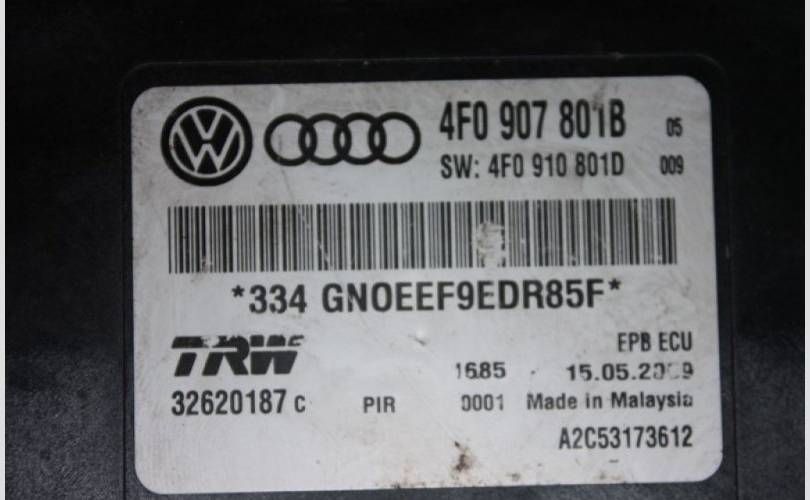 4F0 907 801B 05
SW: 4F0 910 801D 009
*334 GN0EEF9EDR85F*
TRW EPB ECU
1685
32620187 C PIR 0001 Made in Malaysia
A2C53173612